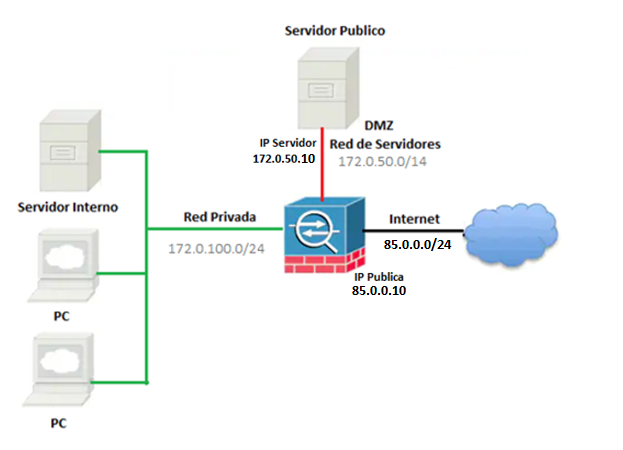 Servidor Publico
IP Servidor
172.0.50.10
DMZ
Red de Servidores
172.0.50.0/14
Servidor Interno
Red Privada
172.0.100.0/24
Internet
85.0.0.0/24
IP Publica
85.0.0.10
PC
PC